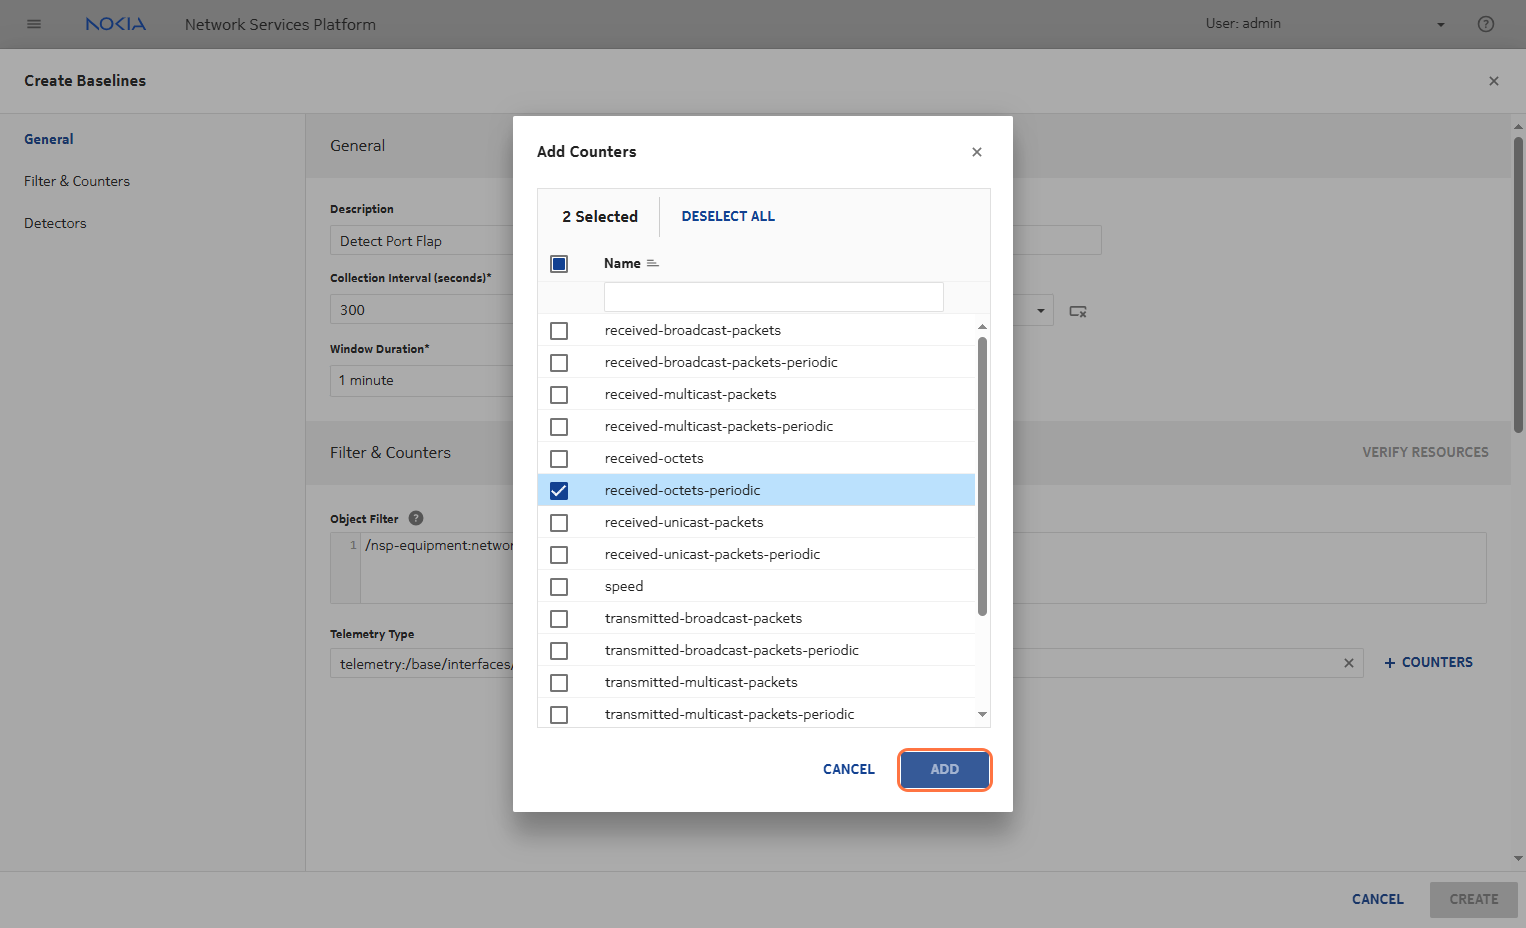 NOKIA
Network Services Platform
User: admin
Create Baselines
General
Filter & Counters
Detectors
General
Description
Detect Port Flap
Collection Interval (seconds)*
300
Window Duration*
1 minute
Filter & Counters
VERIFY RESOURCES
Object Filter
1 /nsp-equipment:networ
Telemetry Type
telemetry:/base/interfaces/
+ COUNTERS
Add Counters
2 Selected
DESELECT ALL
Name
received-broadcast-packets
received-broadcast-packets-periodic
received-multicast-packets
received-multicast-packets-periodic
received-octets
received-octets-periodic
received-unicast-packets
received-unicast-packets-periodic
speed
transmitted-broadcast-packets
transmitted-broadcast-packets-periodic
transmitted-multicast-packets
transmitted-multicast-packets-periodic
CANCEL
ADD
CANCEL
CREATE